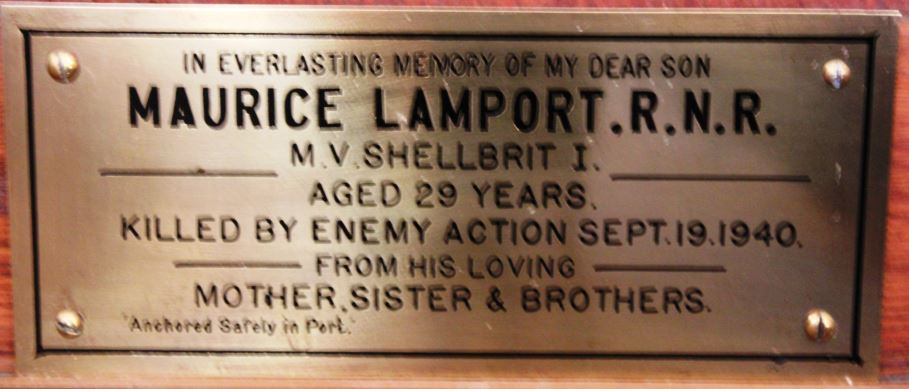 IN EVERLASTING MEMORY OF MY DEAR SON
MAURICE LAMPORT.R.N.R.
M.V.SHELLBRIT I.
AGED 29 YEARS.
KILLED BY ENEMY ACTION SEPT.19.1940.
FROM HIS LOVING
MOTHER,SISTER & BROTHERS.
"Anchored Safely in Port."